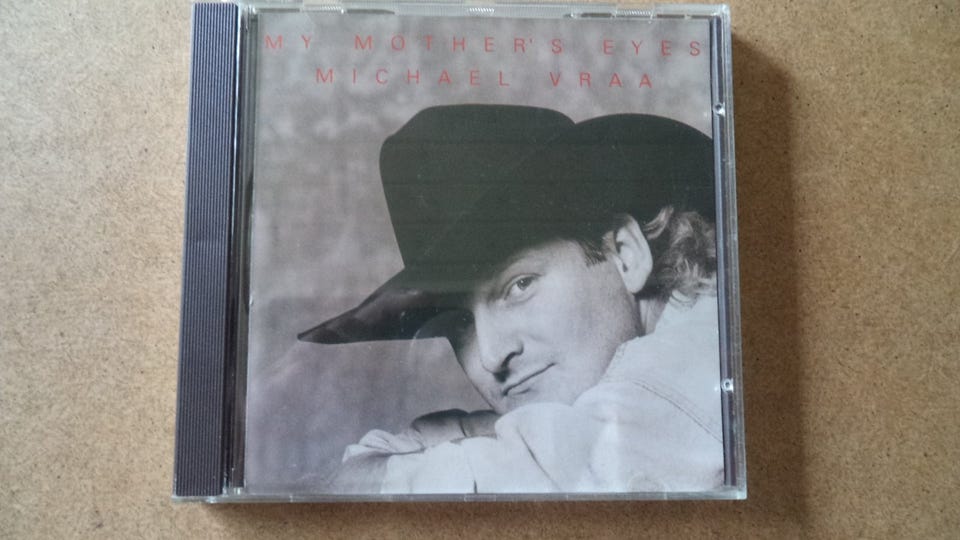 MY MOTHER'S EYES
MICHAEL VRAA